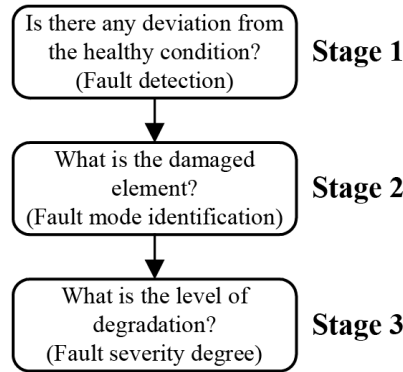 Is there any deviation from
the healthy condition?
(Fault detection)
Stage 1
What is the damaged
element?
(Fault mode identification)
Stage 2
What is the level of
degradation?
(Fault severity degree)
Stage 3